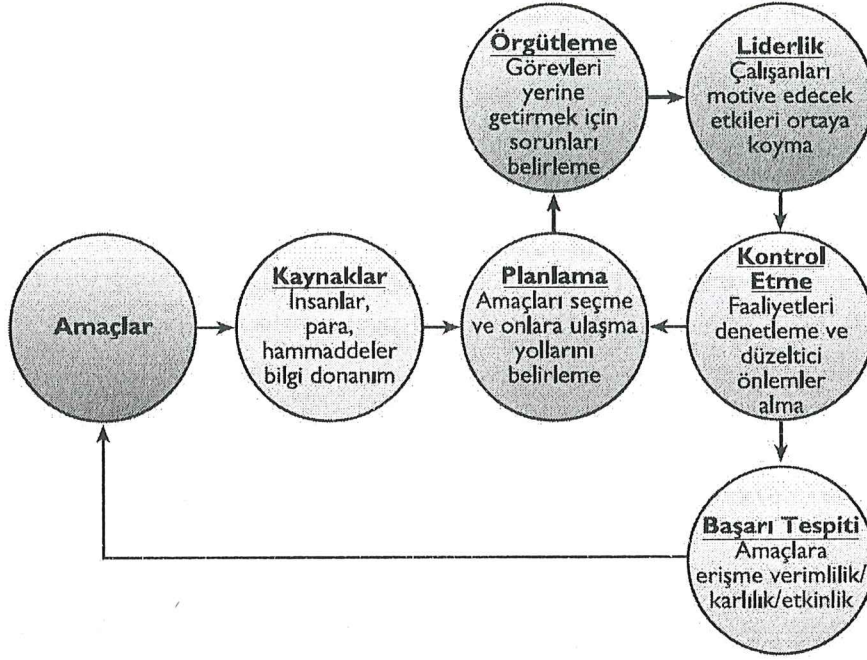 Amaçlar
Kaynaklar
İnsanlar,
para,
hammaddeler
bilgi donanım
Planlama
Amaçları seçme
ve onlara ulaşma
yollarını
belirleme
Örgütleme
Görevleri
yerine
getirmek için
sorunları
belirleme
Liderlik
Çalışanları
motive edecek
etkileri ortaya
koyma
Kontrol
Etme
Faaliyetleri
denetleme ve
düzeltici
önlemler
alma
Başarı Tespiti
Amaçlara
erişme verimlilik/
karlılık/etkinlik